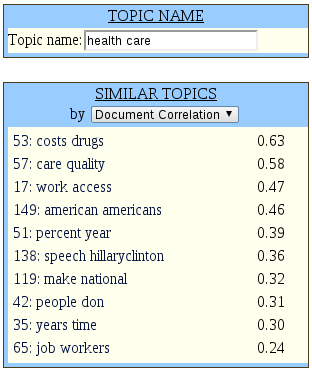 TOPIC NAME
Topic name: health care
SIMILAR TOPICS
by Document Correlation ▼
53: costs drugs 0.63
57: care quality 0.58
17: work access 0.47
149: american americans 0.46
51: percent year 0.39
138: speech hillaryclinton 0.36
119: make national 0.32
42: people don 0.31
35: years time 0.30
65: job workers 0.24